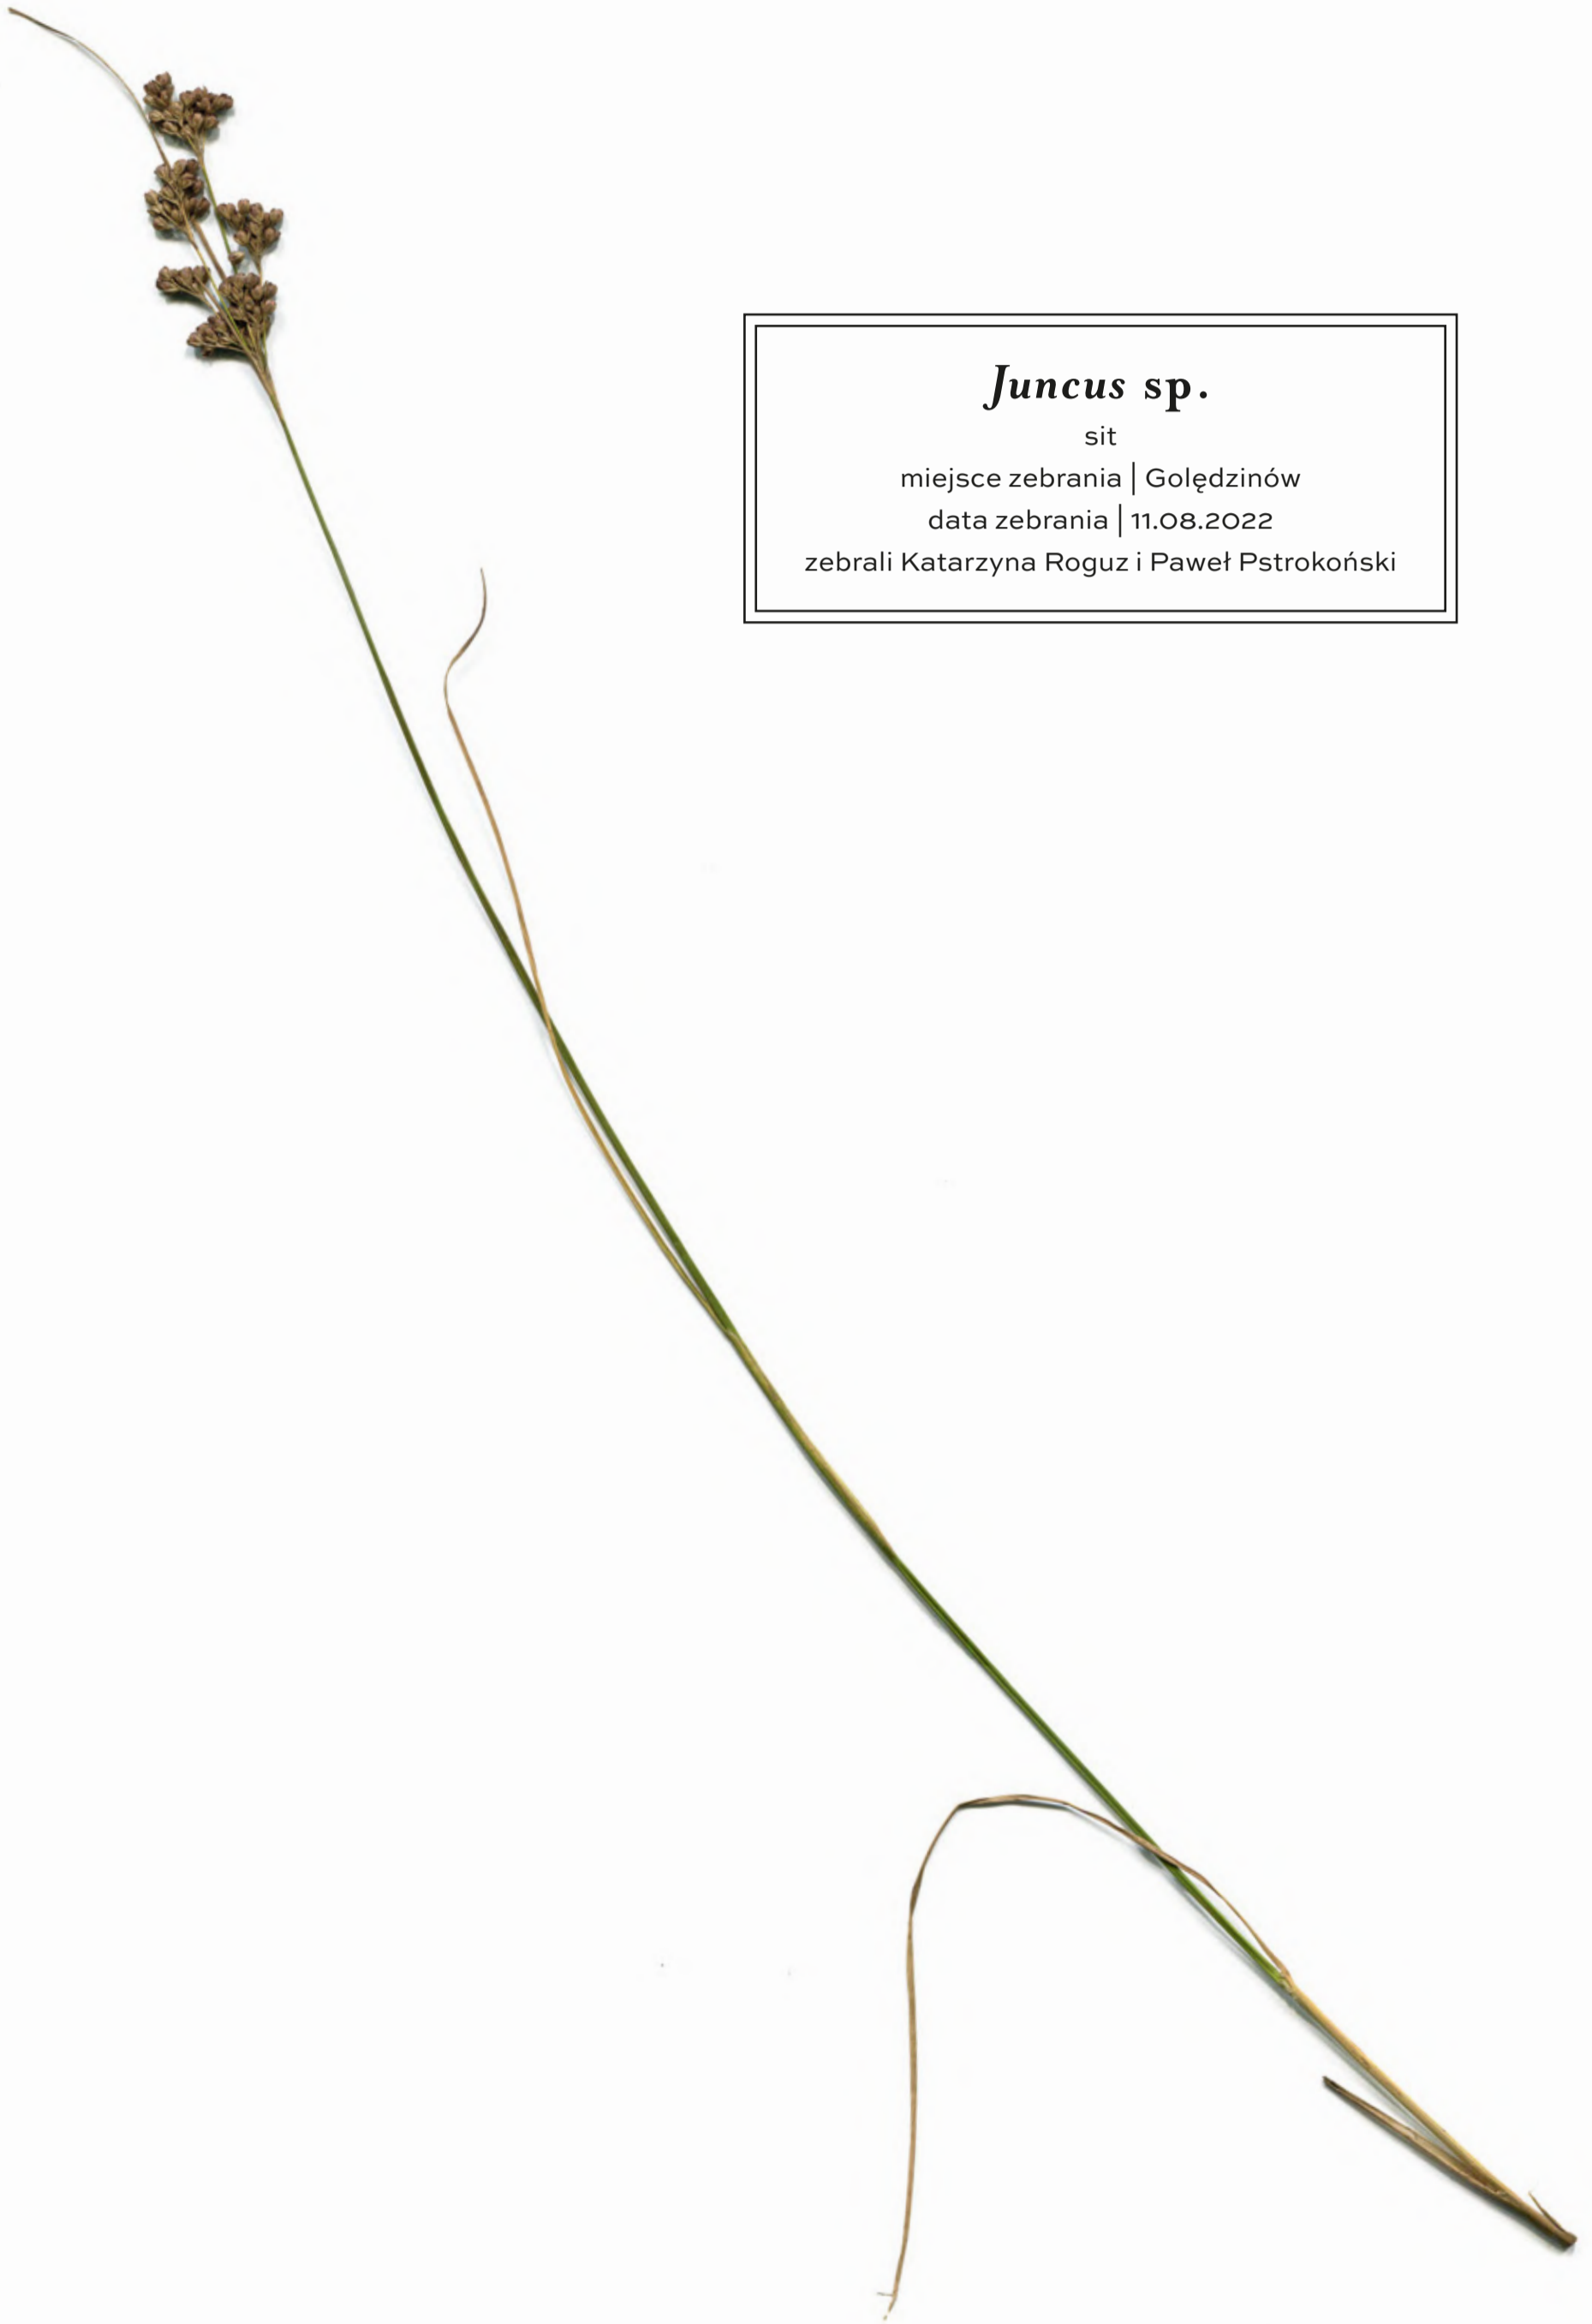 Juncus sp.
sit
miejsce zebrania | Golędzinów
data zebrania | 11.08.2022
zebrali Katarzyna Roguz i Paweł Pstrokoński